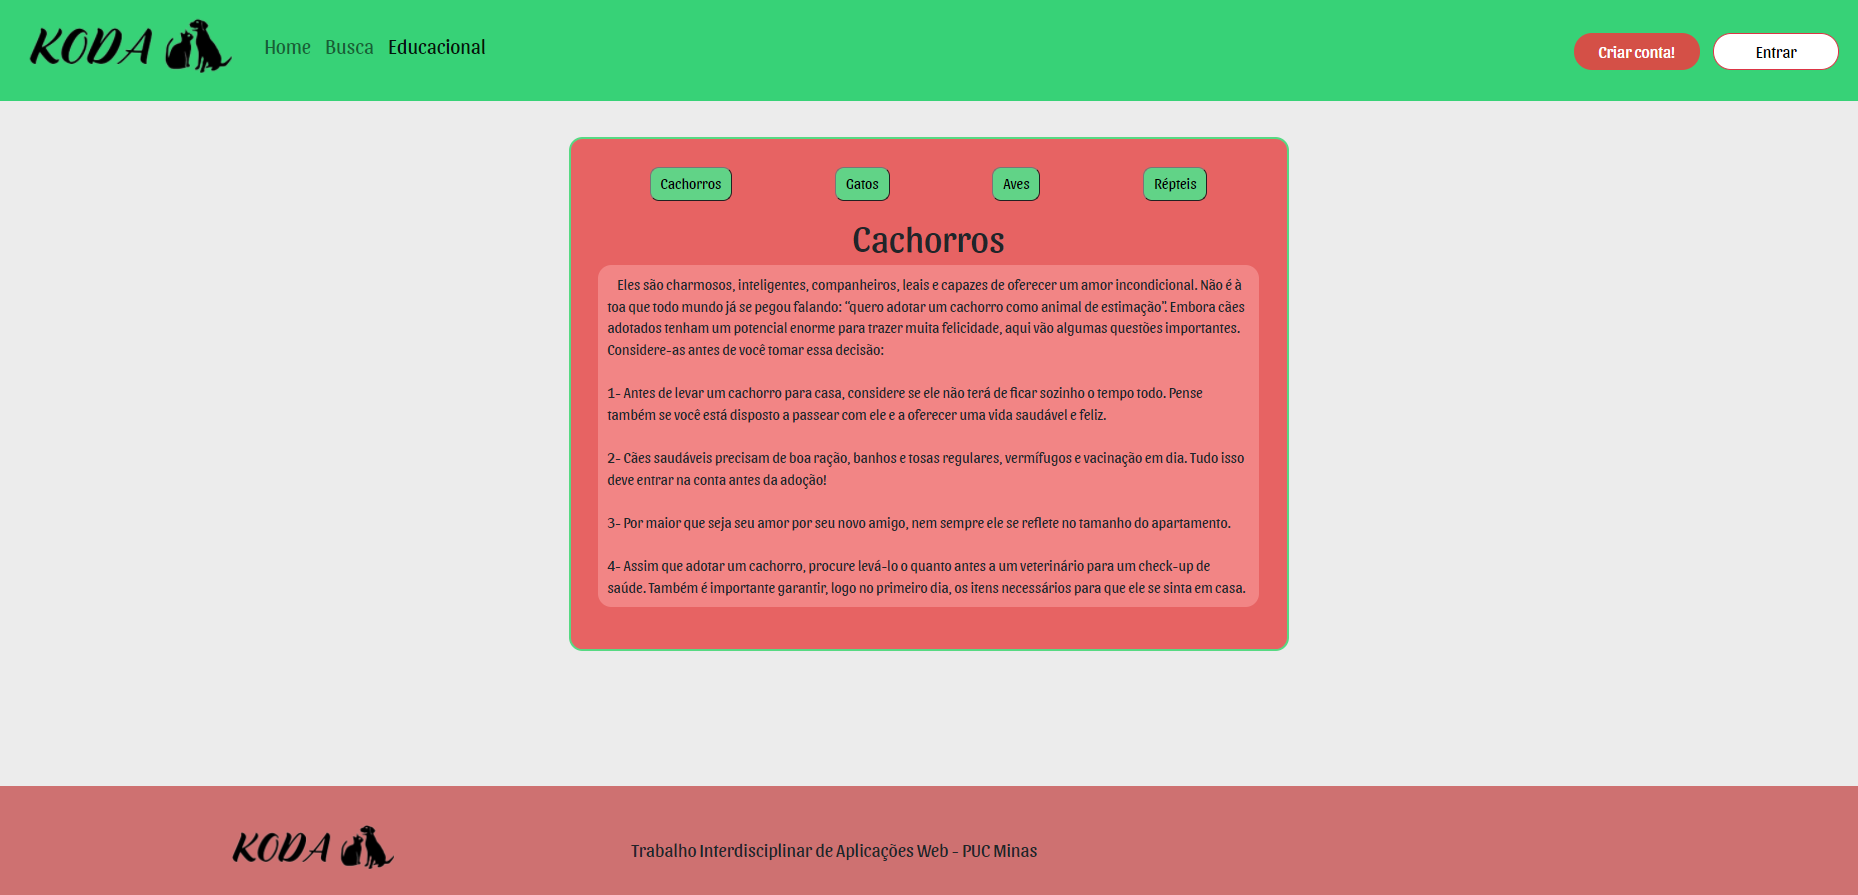 KODA
Home Busca Educacional
Criar conta! Entrar
Cachorros Gatos Aves Répteis
Cachorros
Eles são charmosos, inteligentes, companheiros, leais e capazes de oferecer um amor incondicional. Não é à
toa que todo mundo já se pegou falando: “quero adotar um cachorro como animal de estimação”. Embora cães
adotados tenham um potencial enorme para trazer muita felicidade, aqui vão algumas questões importantes.
Considere-as antes de você tomar essa decisão:
1- Antes de levar um cachorro para casa, considere se ele não terá de ficar sozinho o tempo todo. Pense
também se você está disposto a passear com ele e a oferecer uma vida saudável e feliz.
2- Cães saudáveis precisam de boa ração, banhos e tosas regulares, vermífugos e vacinação em dia. Tudo isso
deve entrar na conta antes da adoção!
3- Por maior que seja seu amor por seu novo amigo, nem sempre ele se reflete no tamanho do apartamento.
4- Assim que adotar um cachorro, procure levá-lo o quanto antes a um veterinário para um check-up de
saúde. Também é importante garantir, logo no primeiro dia, os itens necessários para que ele se sinta em casa.
KODA
Trabalho Interdisciplinar de Aplicações Web - PUC Minas